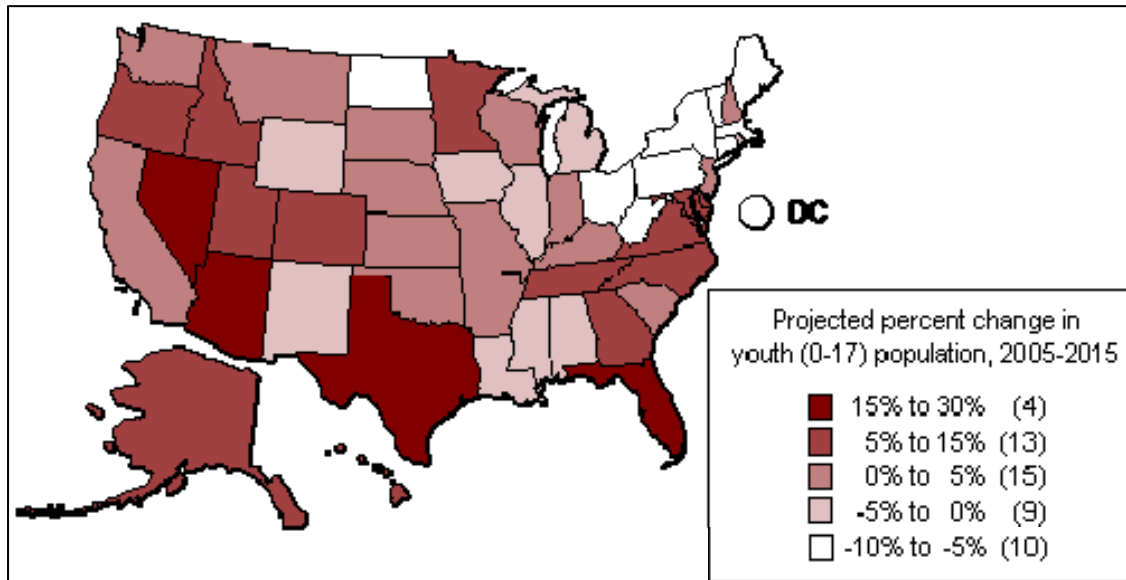 DC
Projected percent change in
youth (0-17) population, 2005-2015
15% to 30% (4)
5% to 15% (13)
0% to 5% (15)
-5% to 0% (9)
-10% to -5% (10)